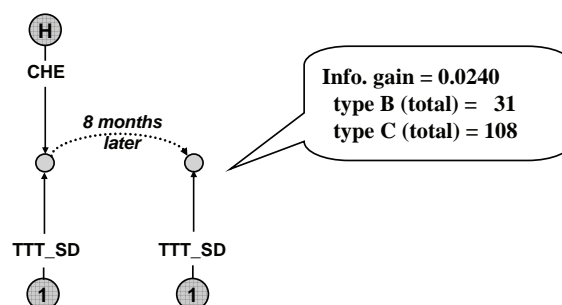 H
CHE
8 months
later
Info. gain = 0.0240
type B (total) = 31
type C (total) = 108
TTT_SD TTT_SD
1 1